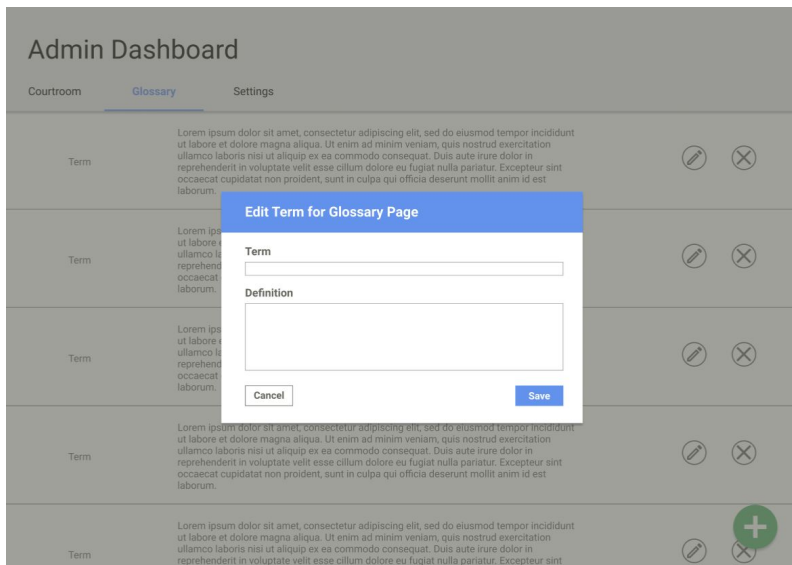 Admin Dashboard
Courtroom Glossary Settings
Lorem ipsum dolor sit amet, consectetur adipiscing elit, sed do eiusmod tempor incididunt
ut labore et dolore magna aliqua. Ut enim ad minim veniam, quis nostrud exercitation
ullamco laboris nisi ut aliquip ex ea commodo consequat. Duis aute irure dolor in
reprehenderit in voluptate velit esse cillum dolore eu fugiat nulla pariatur. Excepteur sint
occaecat cupidatat non proident, sunt in culpa qui officia deserunt mollit anim id est
laborum.
Term
Edit Term for Glossary Page
Term
Definition
Cancel Save
Lorem ips
ut labore
ullamco
reprehend
occaecat
laborum.
Term
Lorem ips
ut labore
ullamco
reprehend
occaecat
laborum.
Term
Lorem ipsum dolor sit amet, consectetur adipiscing elit, sed do eiusmod tempor incididunt
ut labore et dolore magna aliqua. Ut enim ad minim veniam, quis nostrud exercitation
ullamco laboris nisi ut aliquip ex ea commodo consequat. Duis aute irure dolor in
reprehenderit in voluptate velit esse cillum dolore eu fugiat nulla pariatur. Excepteur sint
occaecat cupidatat non proident, sunt in culpa qui officia deserunt mollit anim id est
laborum.
Term
Lorem ipsum dolor sit amet, consectetur adipiscing elit, sed do eiusmod tempor incididunt
ut labore et dolore magna aliqua. Ut enim ad minim veniam, quis nostrud exercitation
ullamco laboris nisi ut aliquip ex ea commodo consequat. Duis aute irure dolor in
reprehenderit in voluptate velit esse cillum dolore eu fugiat nulla pariatur. Excepteur sint
Term